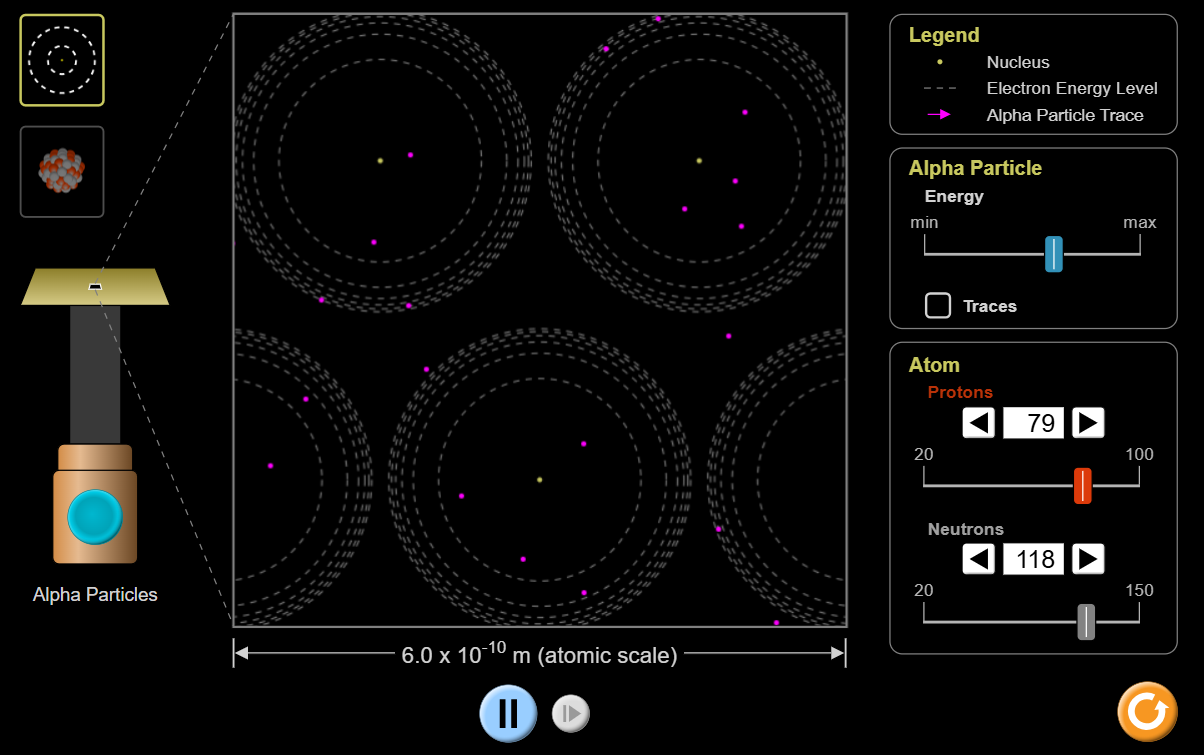 Legend
Nucleus
Electron Energy Level
Alpha Particle Trace
Alpha Particle
Energy
min max
Traces
Atom
Protons
79
20 100
Neutrons
118
20 150
Alpha Particles
6.0 x 10⁻¹⁰ m (atomic scale)